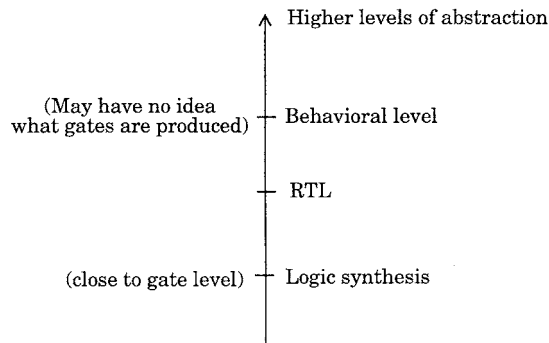 Higher levels of abstraction
(May have no idea
what gates are produced)
Behavioral level
RTL
(close to gate level)
Logic synthesis